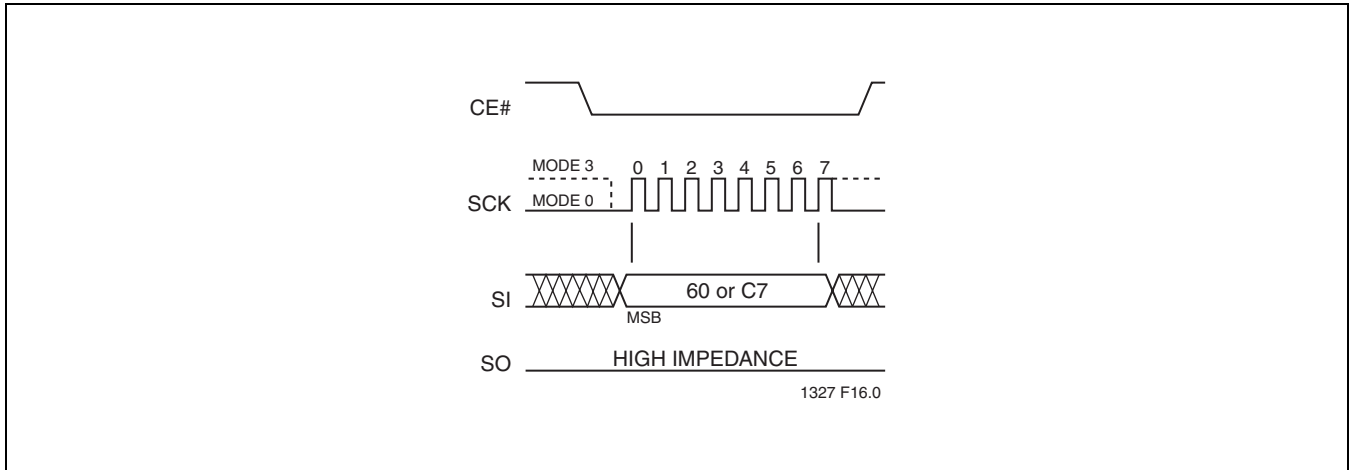 CE#
MODE 3
0 1 2 3 4 5 6 7
SCK
MODE 0
SI
60 or C7
MSB
SO
HIGH IMPEDANCE
1327 F16.0